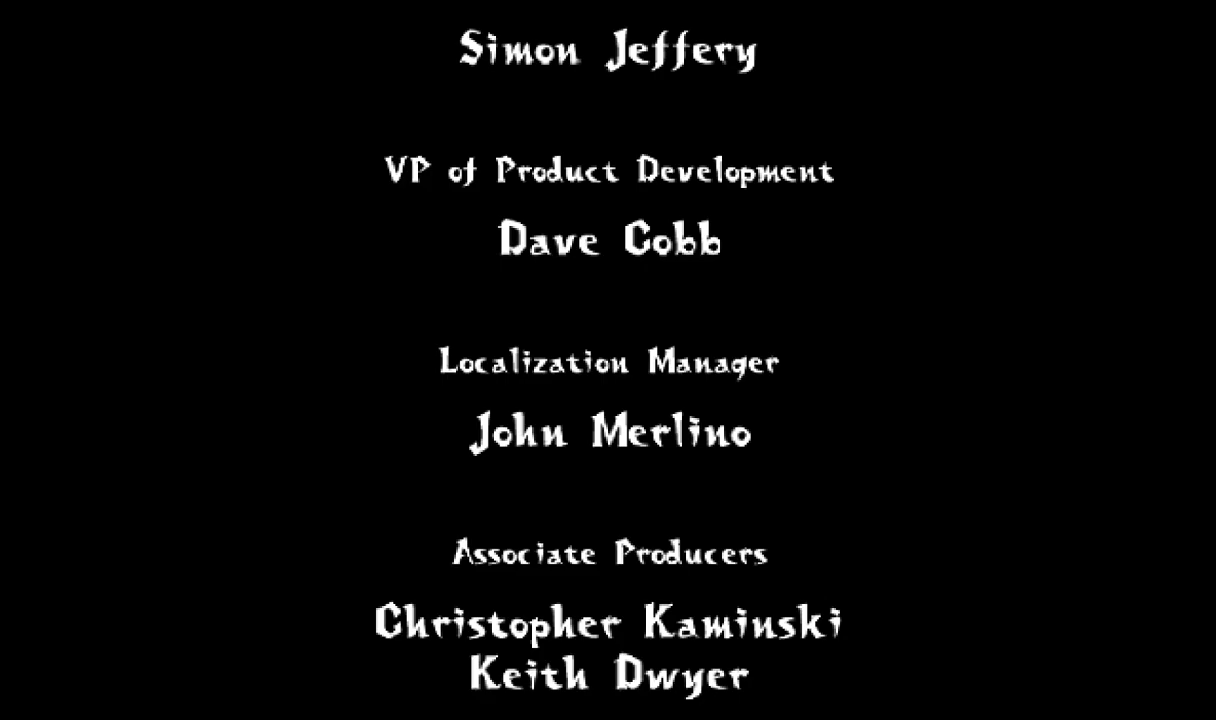 Simon Jeffery
VP of Product Development
Dave Cobb
Localization Manager
John Merlino
Associate Producers
Christopher Kaminski
Keith Dwyer